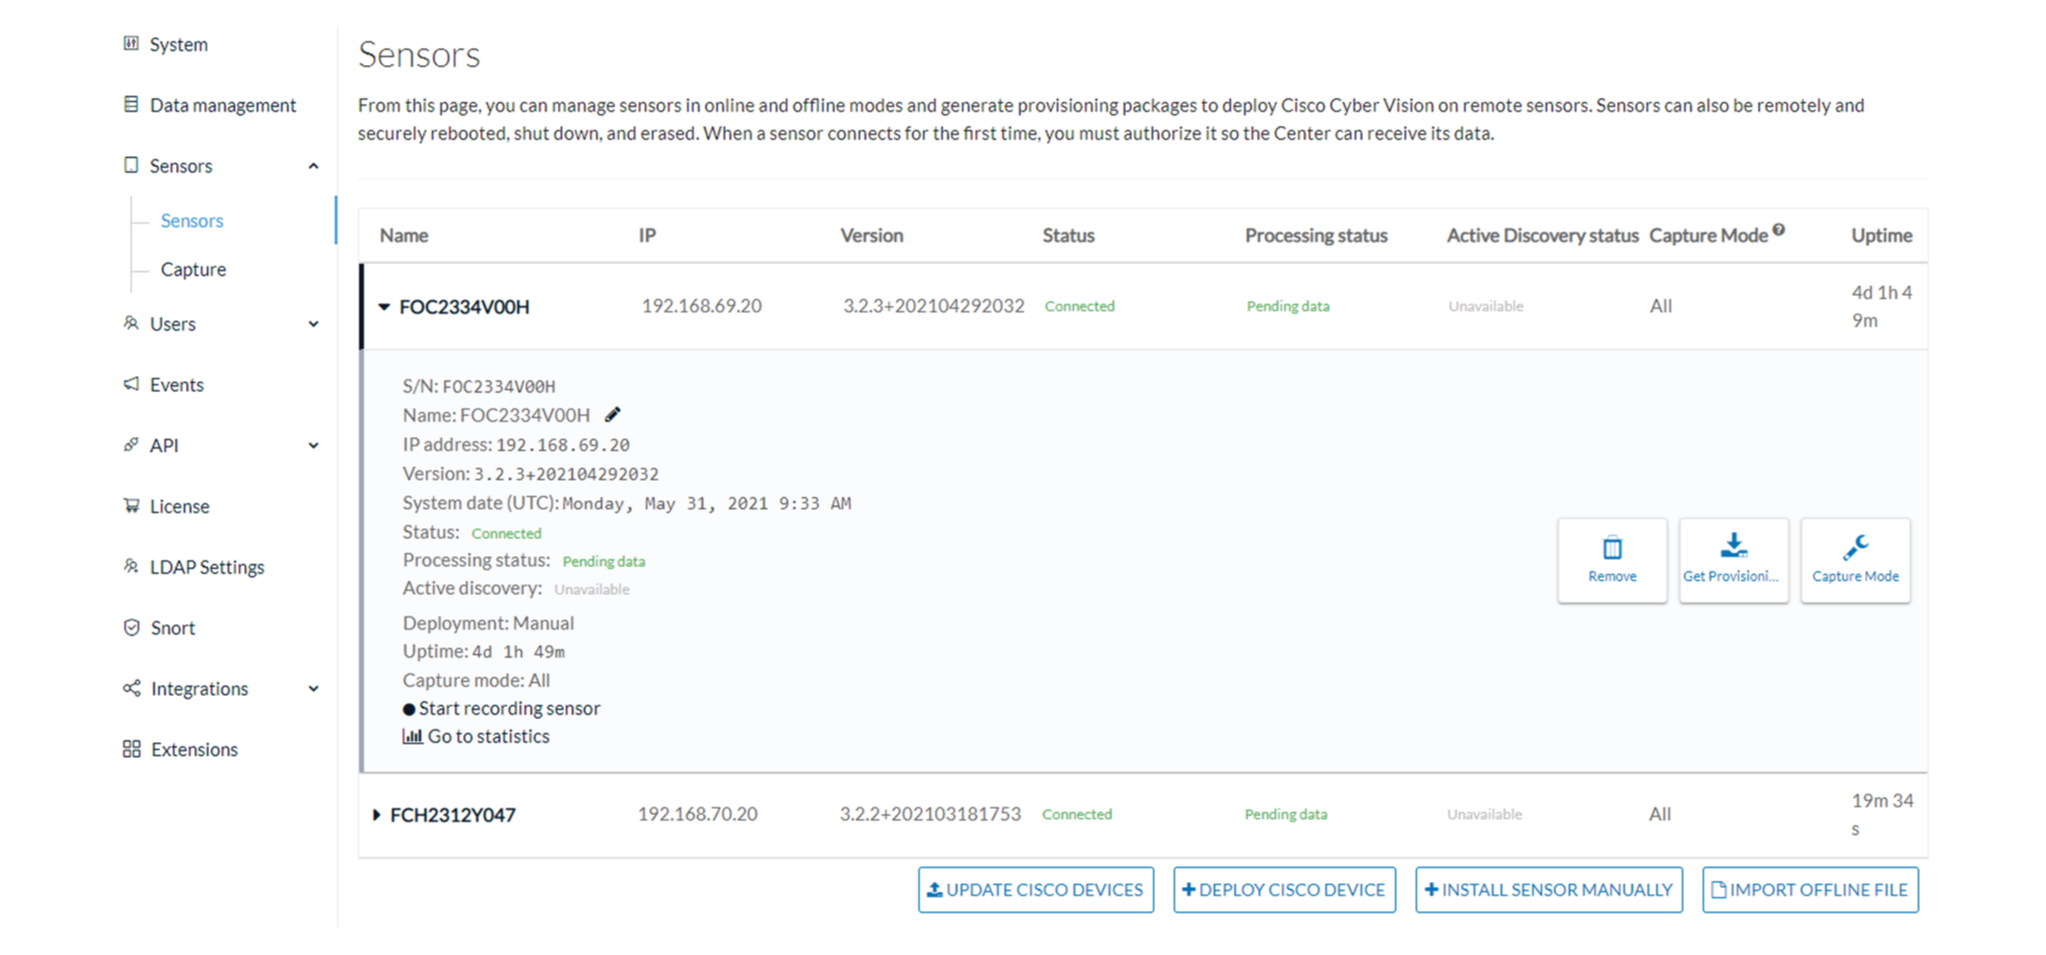 System
Data management
Sensors
Sensors
Capture
Users
Events
API
License
LDAP Settings
Snort
Integrations
Extensions
Sensors
From this page, you can manage sensors in online and offline modes and generate provisioning packages to deploy Cisco Cyber Vision on remote sensors. Sensors can also be remotely and
securely rebooted, shut down, and erased. When a sensor connects for the first time, you must authorize it so the Center can receive its data.
Name IP Version Status Processing status Active Discovery status Capture Mode ? Uptime
FOC2334V00H 192.168.69.20 3.2.3+202104292032 Connected Pending data Unavailable All 4d 1h 4
9m
S/N: FOC2334V00H
Name: FOC2334V00H
IP address: 192.168.69.20
Version: 3.2.3+202104292032
System date (UTC): Monday, May 31, 2021 9:33 AM
Status: Connected
Processing status: Pending data
Active discovery: Unavailable
Deployment: Manual
Uptime: 4d 1h 49m
Capture mode: All
Start recording sensor
Go to statistics
Remove
Get Provisioni...
Capture Mode
FCH2312Y047 192.168.70.20 3.2.2+202103181753 Connected Pending data Unavailable All 19m 34
s
UPDATE CISCO DEVICES
+ DEPLOY CISCO DEVICE
+ INSTALL SENSOR MANUALLY
IMPORT OFFLINE FILE